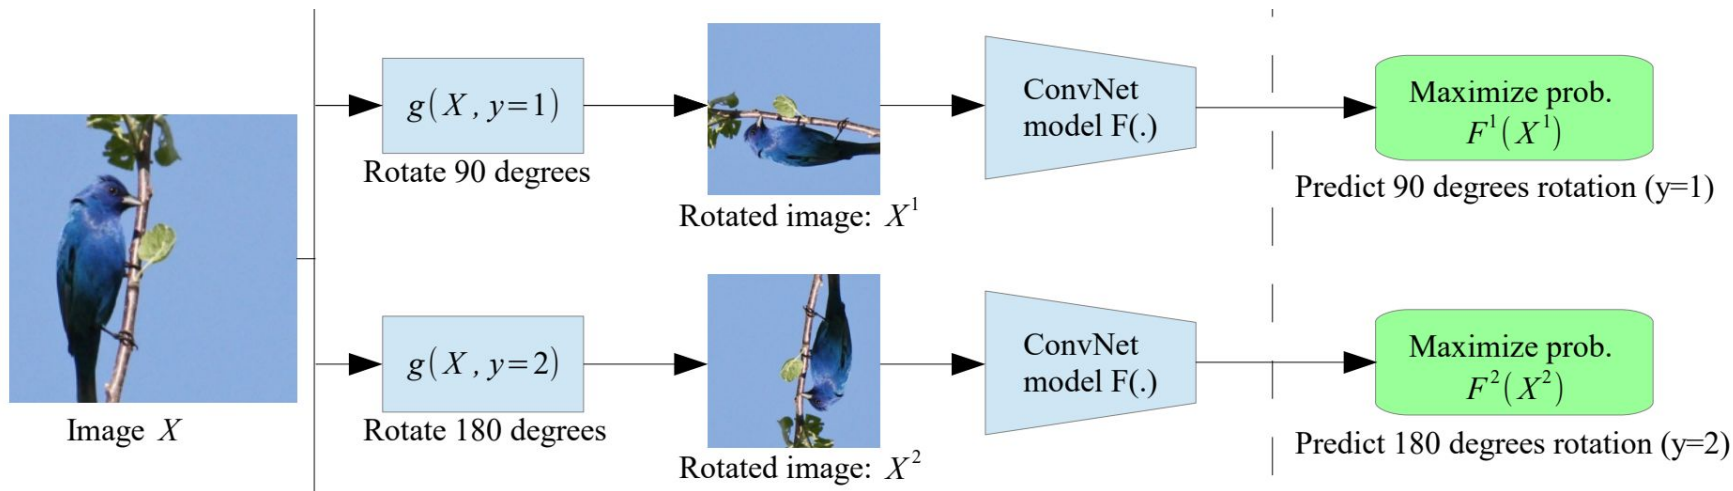 g(X, y=1)
Rotate 90 degrees
Rotated image: X¹
ConvNet
model F(.)
Maximize prob.
F¹(X¹)
Predict 90 degrees rotation (y=1)
Image X
g(X, y=2)
Rotate 180 degrees
Rotated image: X²
ConvNet
model F(.)
Maximize prob.
F²(X²)
Predict 180 degrees rotation (y=2)